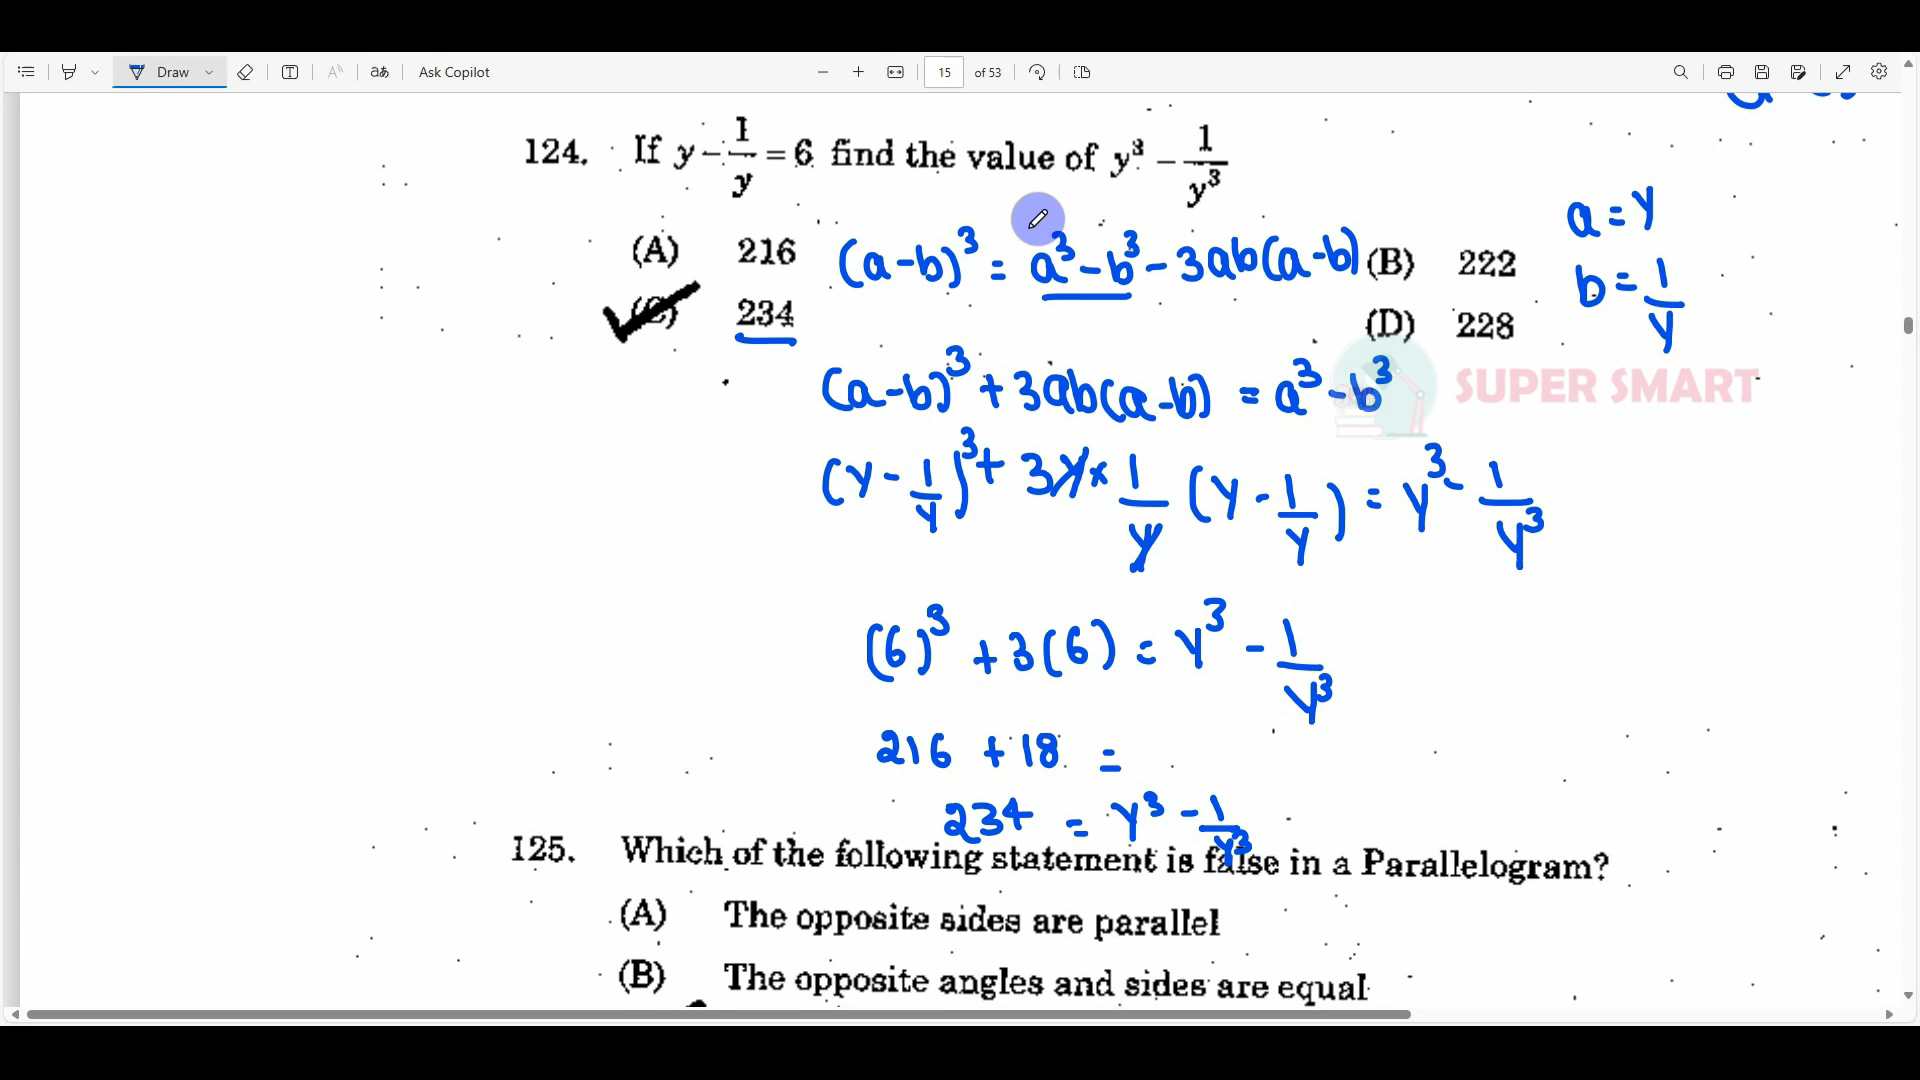 Draw
Ask Copilot
15 of 53
124. If y - 1/y = 6 find the value of y³ - 1/y³
a = y
(A) 216
(a-b)³ = a³ - b³ - 3ab(a-b)
(B) 222
b = 1/y
(C) 234
(D) 228
(a-b)³ + 3ab(a-b) = a³ - b³
SUPER SMART
(y - 1/y)³ + 3y × 1/y (y - 1/y) = y³ - 1/y³
(6)³ + 3(6) = y³ - 1/y³
216 + 18 =
234 = y³ - 1/y³
125. Which of the following statement is false in a Parallelogram?
(A) The opposite sides are parallel
(B) The opposite angles and sides are equal